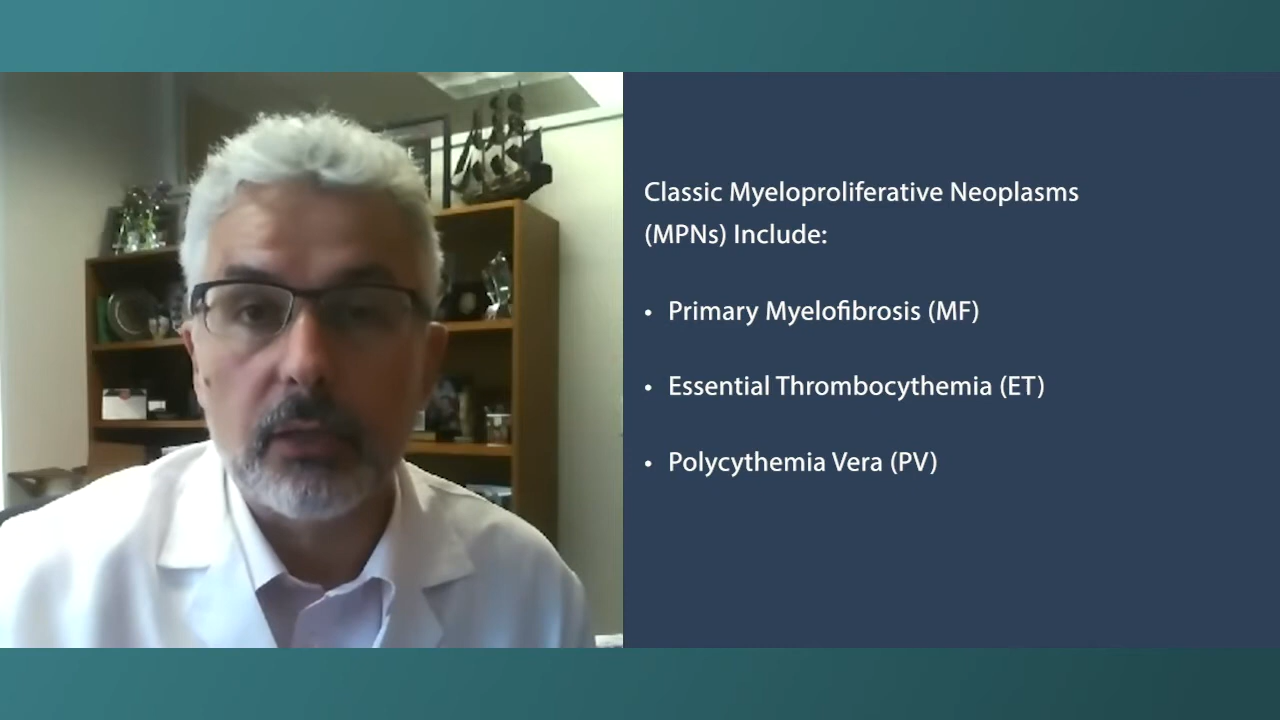 Classic Myeloproliferative Neoplasms
(MPNs) Include:
• Primary Myelofibrosis (MF)
• Essential Thrombocythemia (ET)
• Polycythemia Vera (PV)